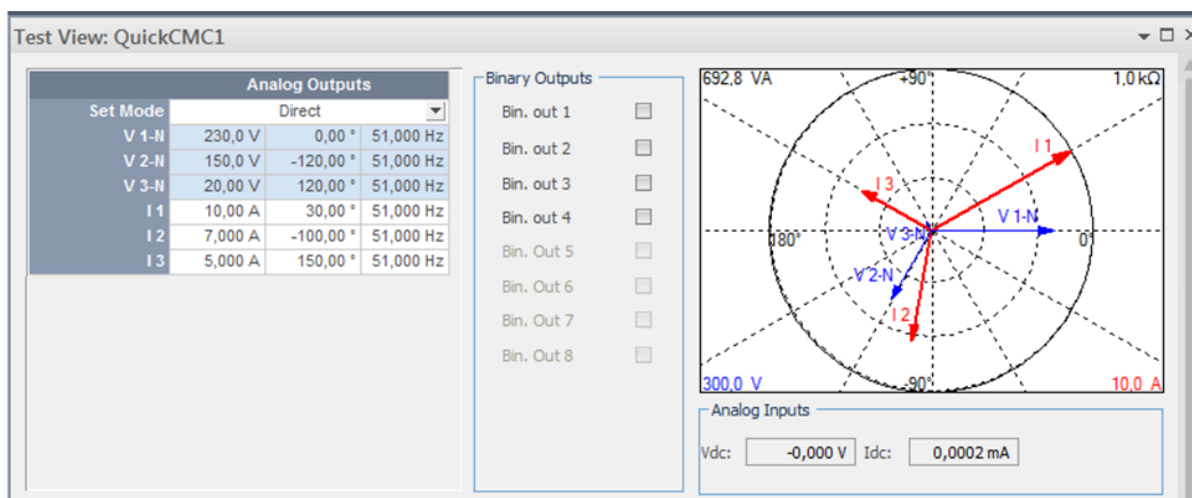 Test View: QuickCMC1
Analog Outputs
Set Mode Direct
V 1-N 230,0 V 0,00 ° 51,000 Hz
V 2-N 150,0 V -120,00 ° 51,000 Hz
V 3-N 20,00 V 120,00 ° 51,000 Hz
I 1 10,00 A 30,00 ° 51,000 Hz
I 2 7,000 A -100,00 ° 51,000 Hz
I 3 5,000 A 150,00 ° 51,000 Hz
Binary Outputs
Bin. out 1
Bin. out 2
Bin. out 3
Bin. out 4
Bin. Out 5
Bin. Out 6
Bin. Out 7
Bin. Out 8
692,8 VA +90° 1,0 kΩ
I 1
I 3
V 1-N
180° V 3-N 0°
V 2-N
I 2
300,0 V -90° 10,0 A
Analog Inputs
Vdc: -0,000 V Idc: 0,0002 mA